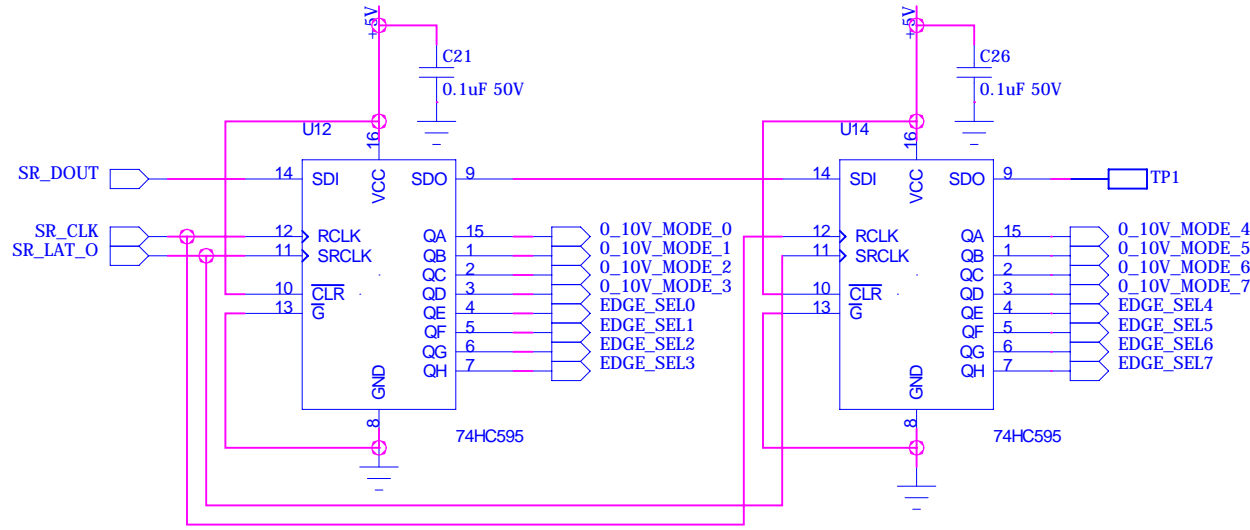 +5V
+5V
C21
0.1uF 50V
C26
0.1uF 50V
U12
U14
16
16
SR_DOUT
14 SDI VCC SDO 9
14 SDI VCC SDO 9
TP1
SR_CLK
SR_LAT_O
12 RCLK QA 15 0_10V_MODE_0
11 SRCLK QB 1 0_10V_MODE_1
QC 2 0_10V_MODE_2
10 CLR QD 3 0_10V_MODE_3
13 G QE 4 EDGE_SEL0
QF 5 EDGE_SEL1
QG 6 EDGE_SEL2
GND QH 7 EDGE_SEL3
8
74HC595
12 RCLK QA 15 0_10V_MODE_4
11 SRCLK QB 1 0_10V_MODE_5
QC 2 0_10V_MODE_6
10 CLR QD 3 0_10V_MODE_7
13 G QE 4 EDGE_SEL4
QF 5 EDGE_SEL5
QG 6 EDGE_SEL6
GND QH 7 EDGE_SEL7
8
74HC595